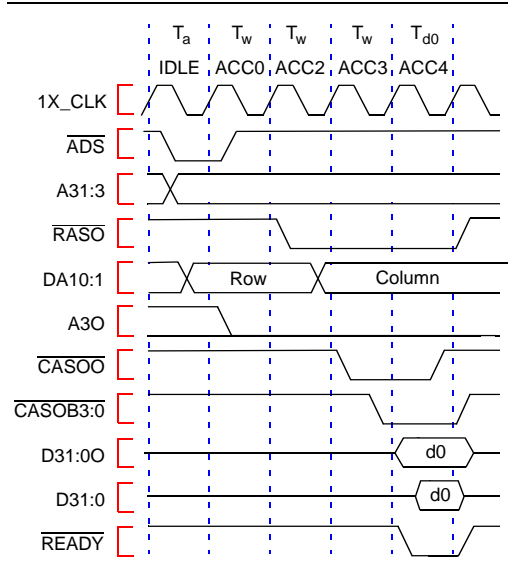 Ta Tw Tw Tw Td0
IDLE ACC0 ACC2 ACC3 ACC4
1X_CLK
ADS
A31:3
RASO
DA10:1 Row Column
A3O
CASOO
CASOB3:0
D31:0O d0
D31:0 d0
READY